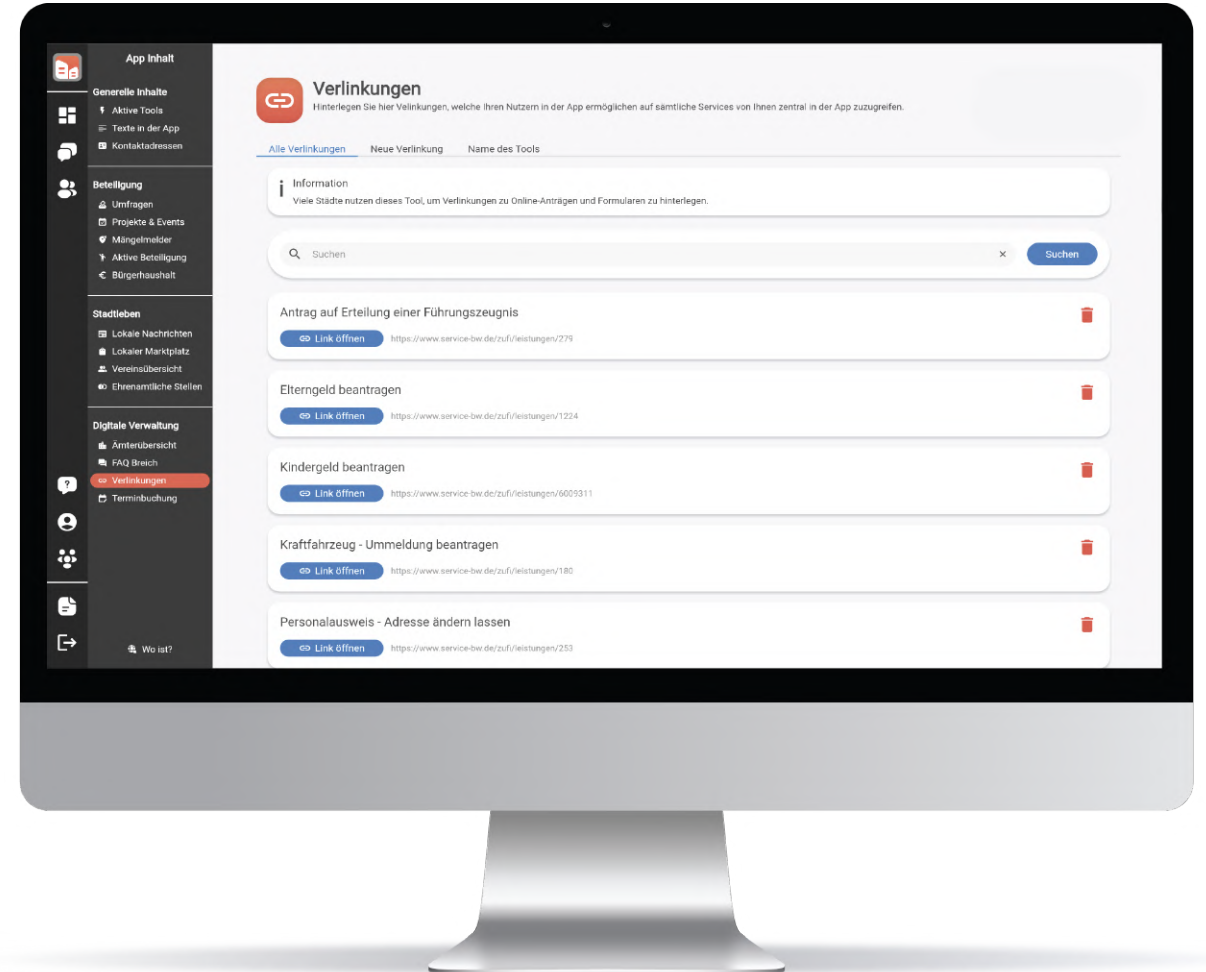 App Inhalt
Generelle Inhalte
Aktive Tools
Texte in der App
Kontaktadressen
Beteiligung
Umfragen
Projekte & Events
Mängelmelder
Aktive Beteiligung
Bürgerhaushalt
Stadtleben
Lokale Nachrichten
Lokaler Marktplatz
Vereinsübersicht
Ehrenamtliche Stellen
Digitale Verwaltung
Ämterübersicht
FAQ Breich
Verlinkungen
Terminbuchung
Wo ist?
Verlinkungen
Hinterlegen Sie hier Velinkungen, welche Ihren Nutzern in der App ermöglichen auf sämtliche Services von Ihnen zentral in der App zuzugreifen.
Alle Verlinkungen Neue Verlinkung Name des Tools
Information
Viele Städte nutzen dieses Tool, um Verlinkungen zu Online-Anträgen und Formularen zu hinterlegen.
Suchen Suchen
Antrag auf Erteilung einer Führungszeugnis
Link öffnen https://www.service-bw.de/zufi/leistungen/279
Elterngeld beantragen
Link öffnen https://www.service-bw.de/zufi/leistungen/1224
Kindergeld beantragen
Link öffnen https://www.service-bw.de/zufi/leistungen/6009311
Kraftfahrzeug - Ummeldung beantragen
Link öffnen https://www.service-bw.de/zufi/leistungen/180
Personalausweis - Adresse ändern lassen
Link öffnen https://www.service-bw.de/zufi/leistungen/253